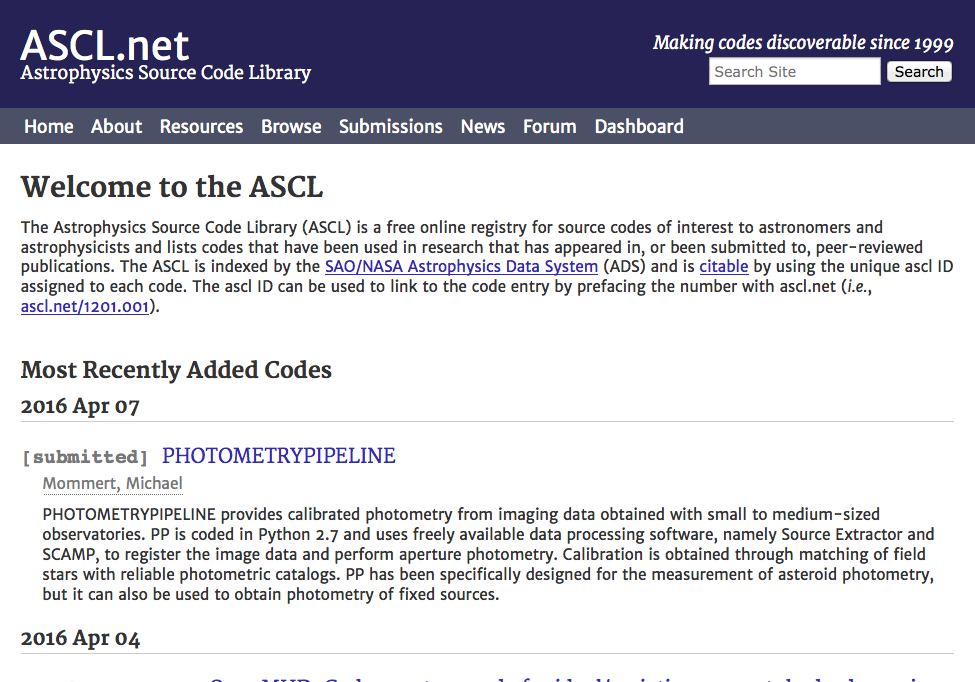 ASCL.net
Astrophysics Source Code Library
Making codes discoverable since 1999
Search Site
Search
Home About Resources Browse Submissions News Forum Dashboard
Welcome to the ASCL
The Astrophysics Source Code Library (ASCL) is a free online registry for source codes of interest to astronomers and
astrophysicists and lists codes that have been used in research that has appeared in, or been submitted to, peer-reviewed
publications. The ASCL is indexed by the SAO/NASA Astrophysics Data System (ADS) and is citable by using the unique ascl ID
assigned to each code. The ascl ID can be used to link to the code entry by prefacing the number with ascl.net (i.e.,
ascl.net/1201.001).
Most Recently Added Codes
2016 Apr 07
[submitted] PHOTOMETRYPIPELINE
Mommert, Michael
PHOTOMETRYPIPELINE provides calibrated photometry from imaging data obtained with small to medium-sized
observatories. PP is coded in Python 2.7 and uses freely available data processing software, namely Source Extractor and
SCAMP, to register the image data and perform aperture photometry. Calibration is obtained through matching of field
stars with reliable photometric catalogs. PP has been specifically designed for the measurement of asteroid photometry,
but it can also be used to obtain photometry of fixed sources.
2016 Apr 04